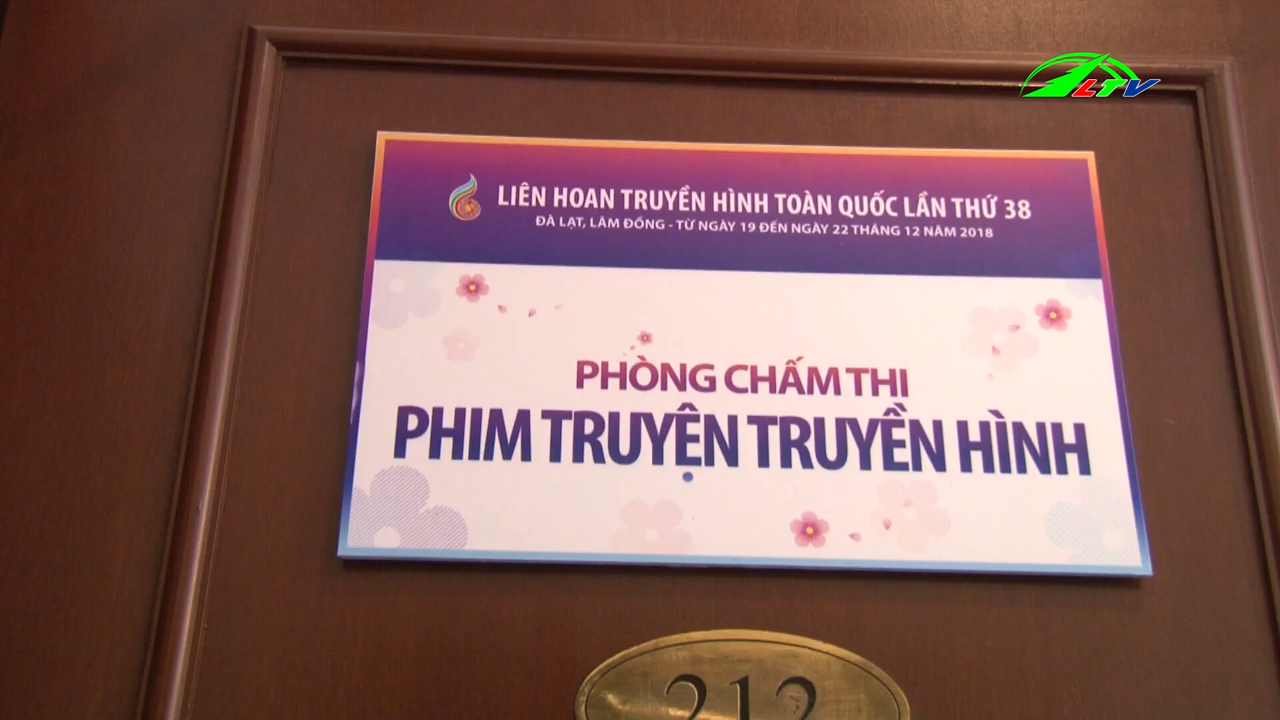 LTV
LIÊN HOAN TRUYỀN HÌNH TOÀN QUỐC LẦN THỨ 38
ĐÀ LẠT, LÂM ĐỒNG - TỪ NGÀY 19 ĐẾN NGÀY 22 THÁNG 12 NĂM 2018
PHÒNG CHẤM THI
PHIM TRUYỆN TRUYỀN HÌNH
212